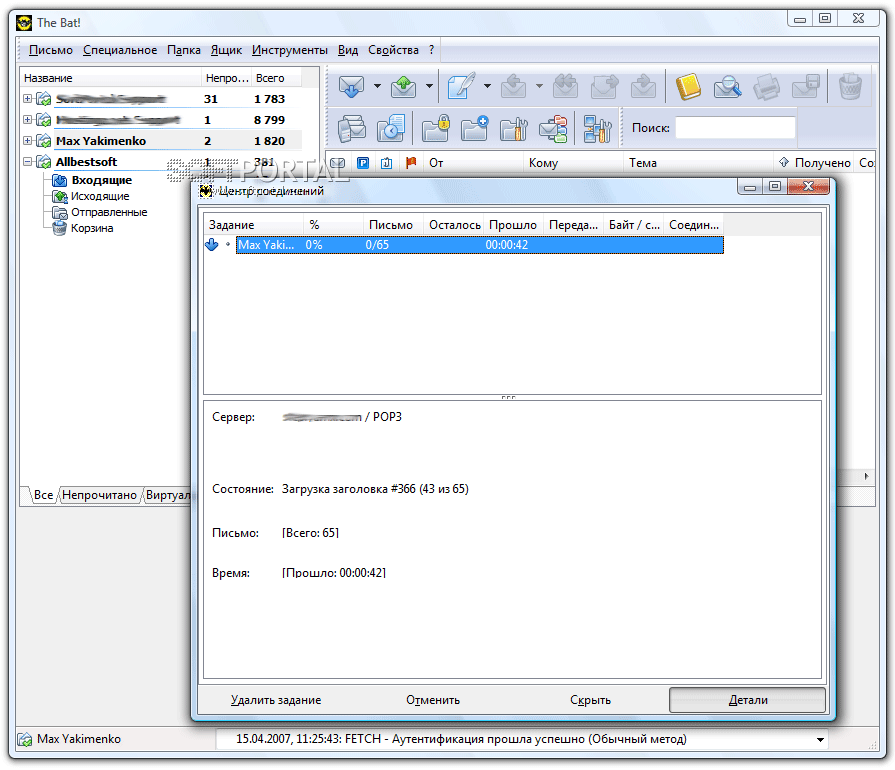 The Bat!
Письмо Специальное Папка Ящик Инструменты Вид Свойства ?
Название Непро... Всего
31 1 783
1 8 799
Max Yakimenko 2 1 820
Allbestsoft 1 381
Входящие
Исходящие
Отправленные
Корзина
Поиск:
От Кому Тема Получено Со
SOFTPORTAL
Центр соединений
Задание % Письмо Осталось Прошло Переда... Байт / с... Соедин...
Max Yaki... 0% 0/65 00:00:42
Сервер: / POP3
Состояние: Загрузка заголовка #366 (43 из 65)
Письмо: [Всего: 65]
Время: [Прошло: 00:00:42]
Удалить задание Отменить Скрыть Детали
Все Непрочитано Виртуал
Max Yakimenko 15.04.2007, 11:25:43: FETCH - Аутентификация прошла успешно (Обычный метод)